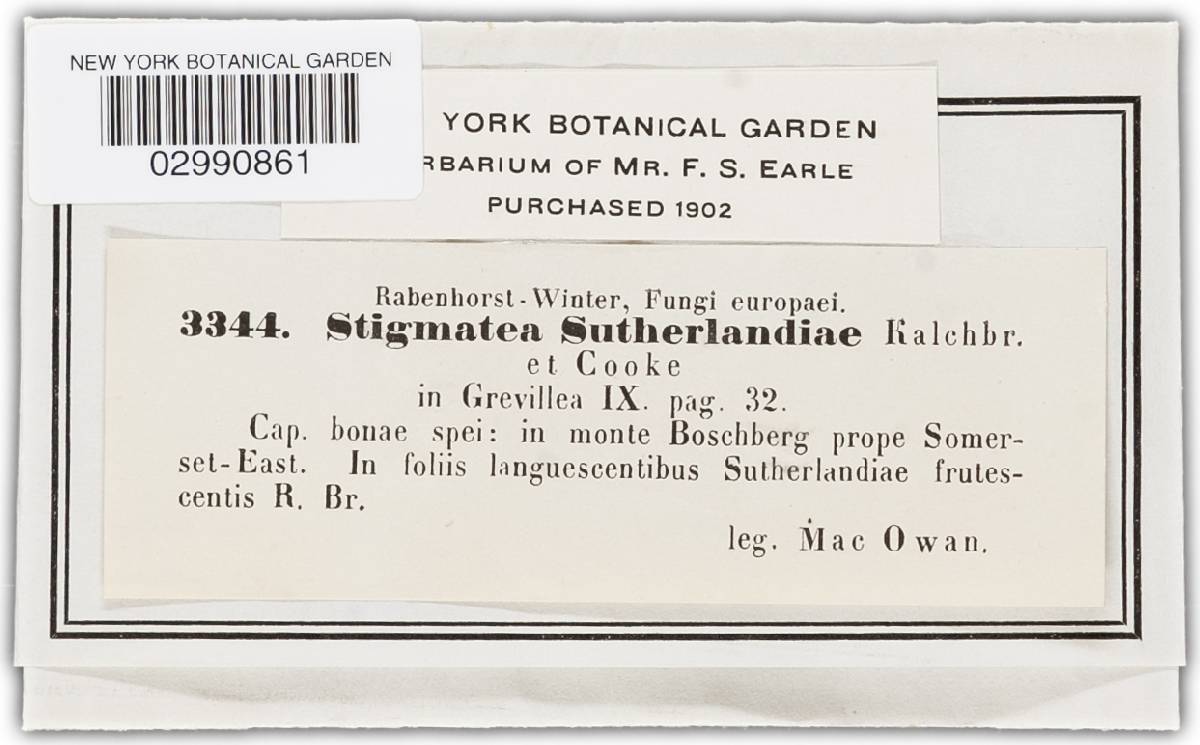 NEW YORK BOTANICAL GARDEN
02990861
YORK BOTANICAL GARDEN
RBARIUM OF MR. F. S. EARLE
PURCHASED 1902
Rabenhorst-Winter, Fungi europaei.
3344. Stigmatea Sutherlandiae Kalchbr.
et Cooke
in Grevillea IX. pag. 32.
Cap. bonae spei: in monte Boschberg prope Somer-
set-East. In foliis languescentibus Sutherlandiae frutes-
centis R. Br.
leg. Mac Owan.